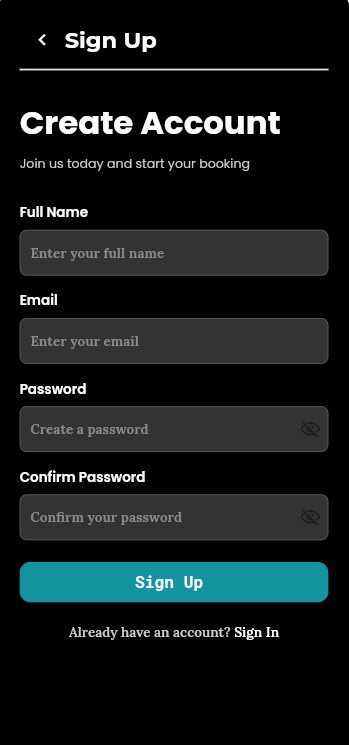 Sign Up
Create Account
Join us today and start your booking
Full Name
Enter your full name
Email
Enter your email
Password
Create a password
Confirm Password
Confirm your password
Sign Up
Already have an account? Sign In